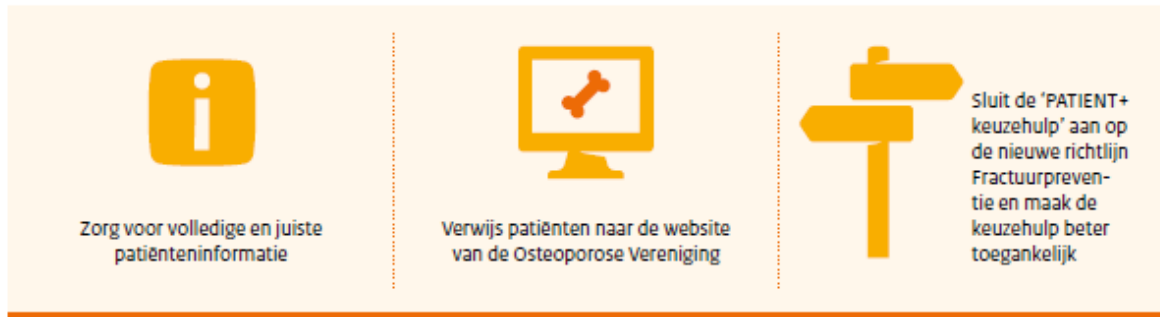 Zorg voor volledige en juiste
patiënteninformatie
Verwijs patiënten naar de website
van de Osteoporose Vereniging
Sluit de ‘PATIENT+
keuzehulp’ aan op
de nieuwe richtlijn
Fractuurpreven-
tie en maak de
keuzehulp beter
toegankelijk